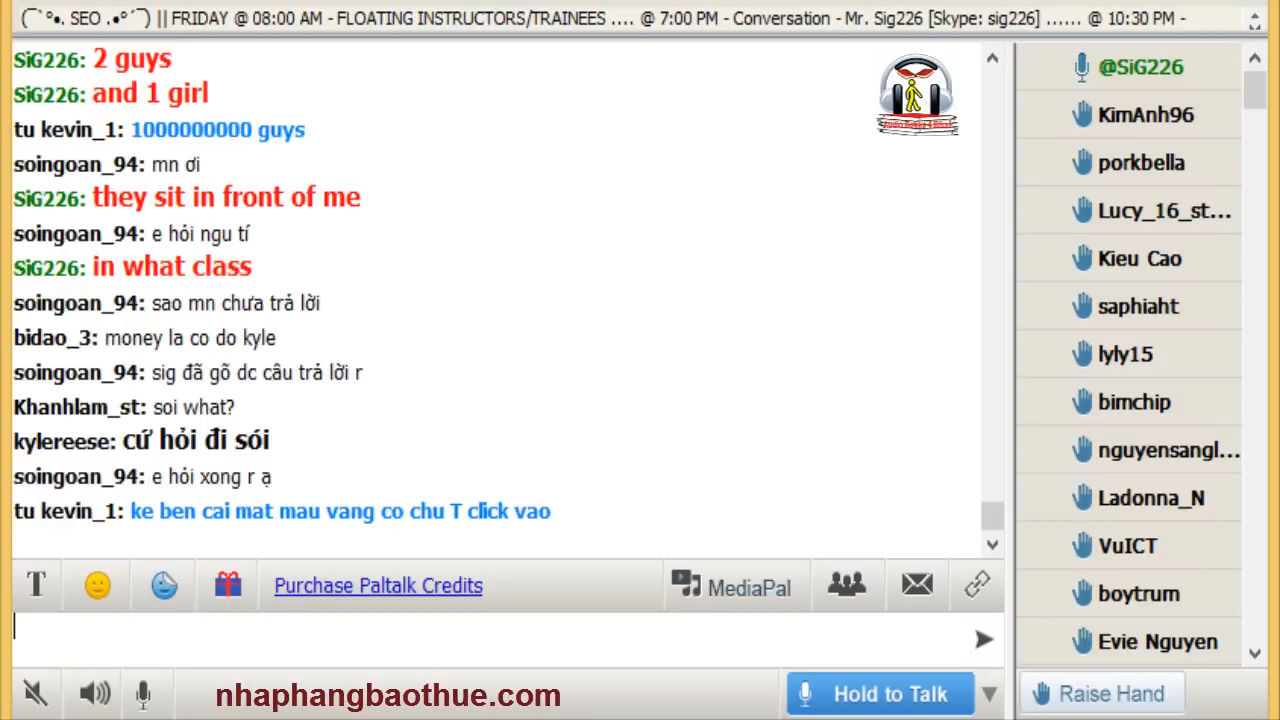 (¯`°•. SEO .•°´¯) || FRIDAY @ 08:00 AM - FLOATING INSTRUCTORS/TRAINEES .... @ 7:00 PM - Conversation - Mr. Sig226 [Skype: sig226] ...... @ 10:30 PM -
SiG226: 2 guys
SiG226: and 1 girl
tu kevin_1: 1000000000 guys
soingoan_94: mn ơi
SiG226: they sit in front of me
soingoan_94: e hỏi ngu tí
SiG226: in what class
soingoan_94: sao mn chưa trả lời
bidao_3: money la co do kyle
soingoan_94: sig đã gõ dc câu trả lời r
Khanhlam_st: soi what?
kylereese: cứ hỏi đi sói
soingoan_94: e hỏi xong r ạ
tu kevin_1: ke ben cai mat mau vang co chu T click vao
T
Purchase Paltalk Credits
MediaPal
nhaphangbaothue.com
Hold to Talk
@SiG226
KimAnh96
porkbella
Lucy_16_st...
Kieu Cao
saphiaht
lyly15
bimchip
nguyensangl...
Ladonna_N
VuICT
boytrum
Evie Nguyen
Raise Hand